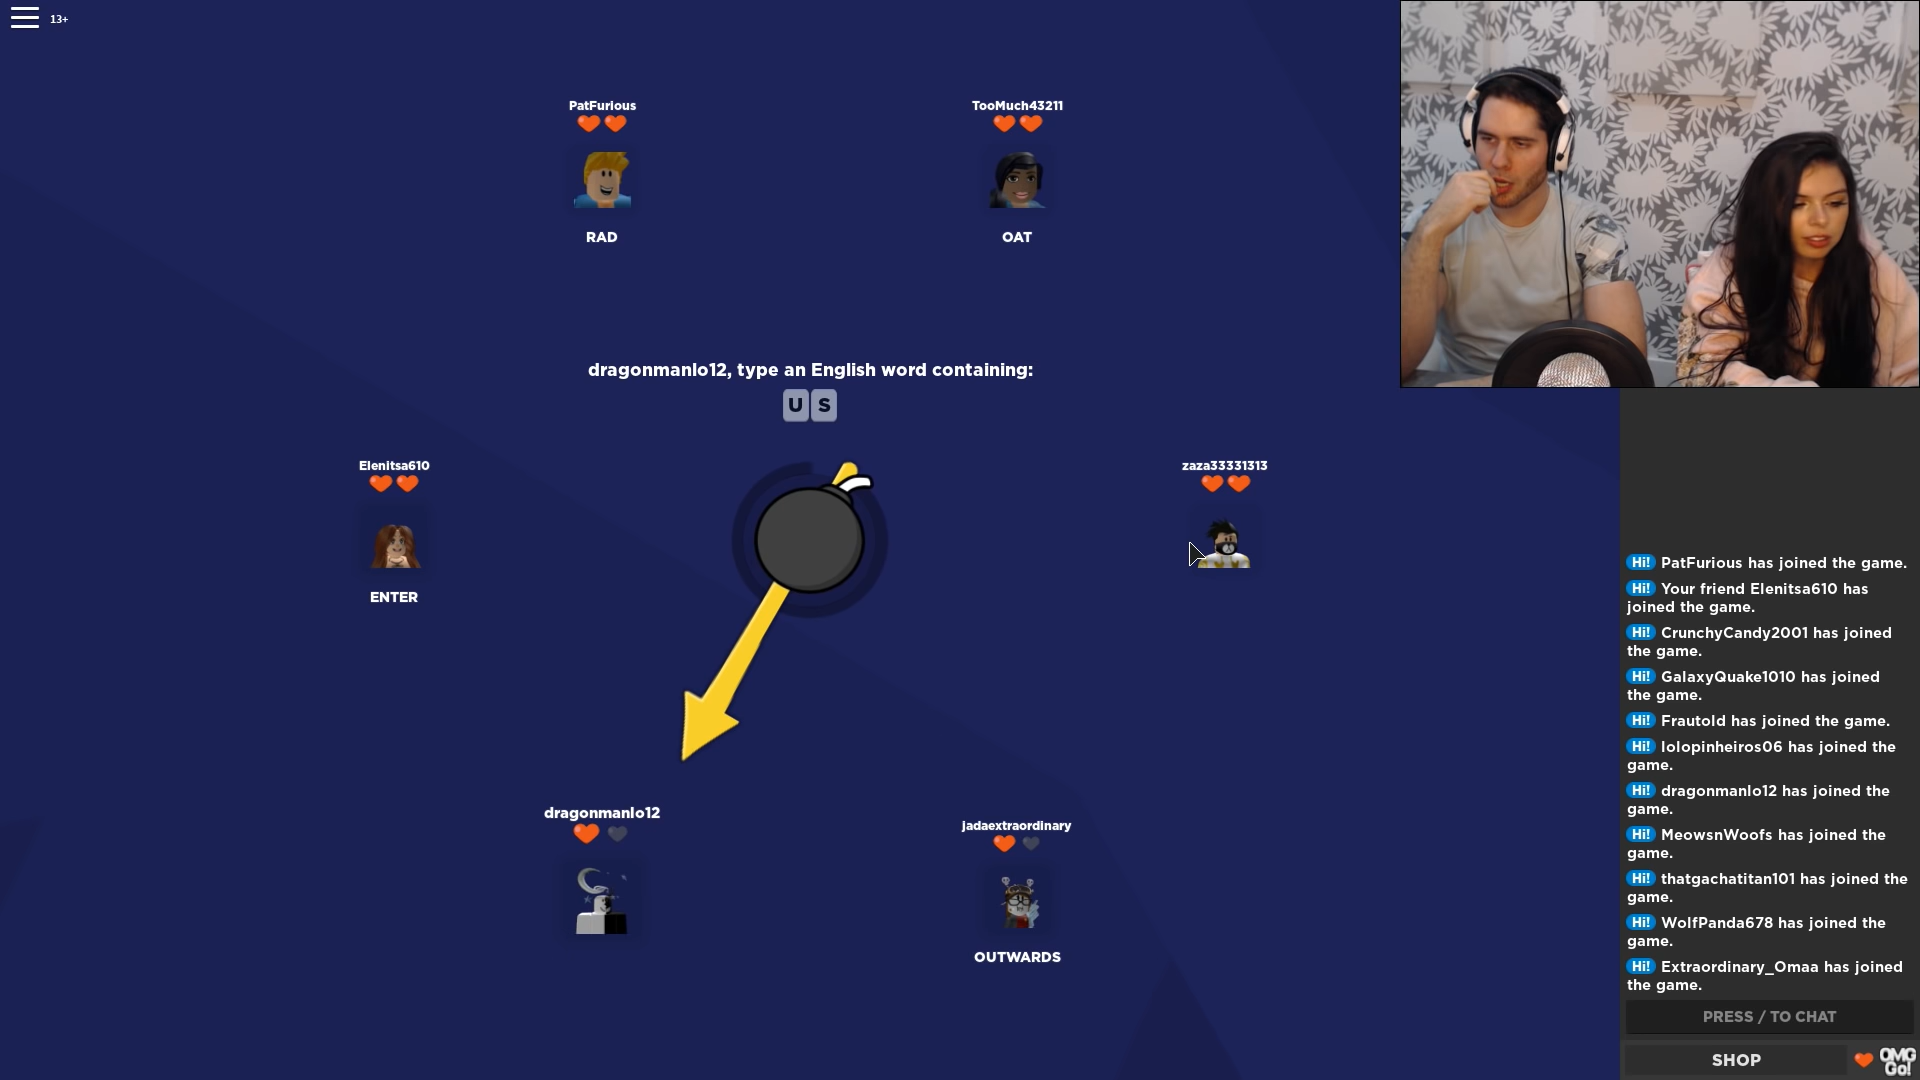 13+
PatFurious
TooMuch43211
RAD
OAT
dragonmanlo12, type an English word containing:
U S
Elenitsa610
zaza33331313
ENTER
dragonmanlo12
jadaextraordinary
OUTWARDS
Hi! PatFurious has joined the game.
Hi! Your friend Elenitsa610 has
joined the game.
Hi! CrunchyCandy2001 has joined
the game.
Hi! GalaxyQuake1010 has joined
the game.
Hi! Frautold has joined the game.
Hi! lolopinheiros06 has joined the
game.
Hi! dragonmanlo12 has joined the
game.
Hi! MeowsnWoofs has joined the
game.
Hi! thatgachatitan101 has joined the
game.
Hi! WolfPanda678 has joined the
game.
Hi! Extraordinary_Omaa has joined
the game.
PRESS / TO CHAT
SHOP
OMG
Go!